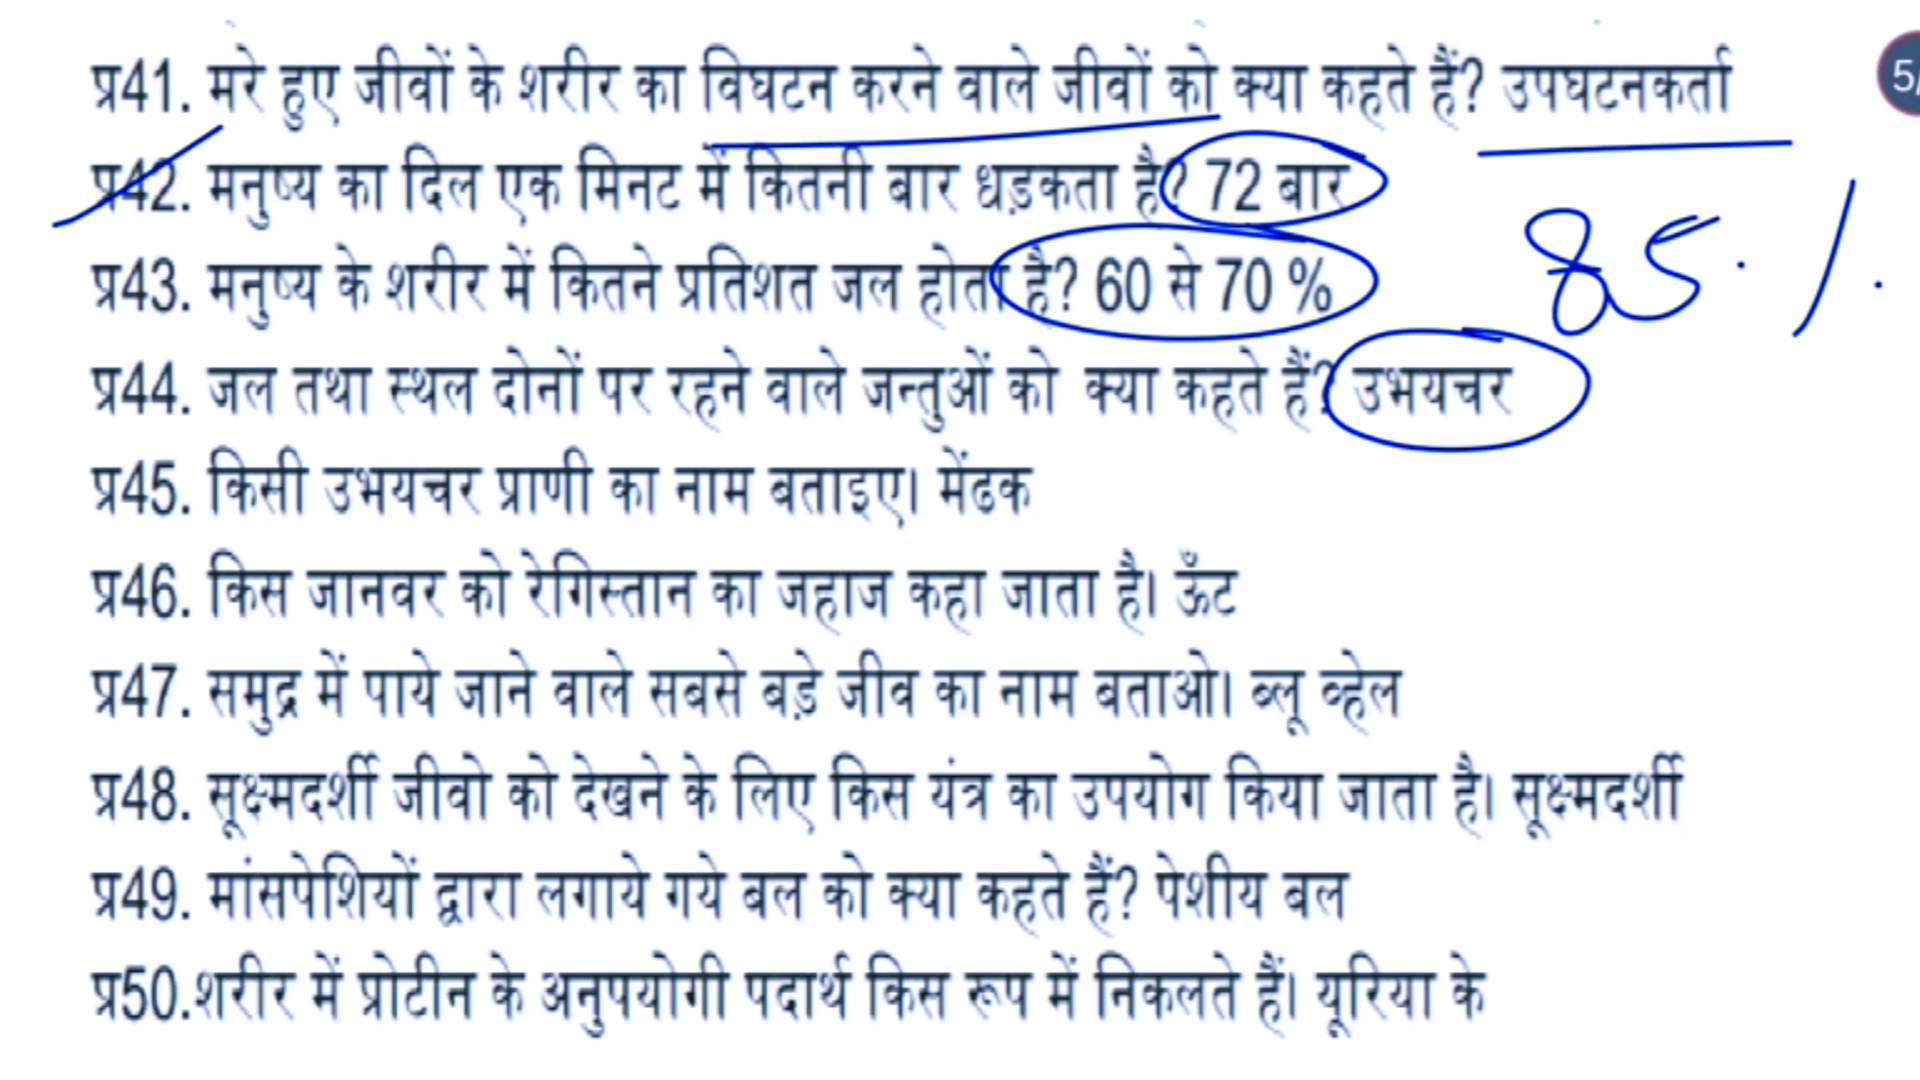 प्र41. मरे हुए जीवों के शरीर का विघटन करने वाले जीवों को क्या कहते हैं? उपघटनकर्ता
5/
प्र42. मनुष्य का दिल एक मिनट में कितनी बार धड़कता है? 72 बार
85 %
प्र43. मनुष्य के शरीर में कितने प्रतिशत जल होता है? 60 से 70 %
प्र44. जल तथा स्थल दोनों पर रहने वाले जन्तुओं को क्या कहते हैं? उभयचर
प्र45. किसी उभयचर प्राणी का नाम बताइए। मेंढक
प्र46. किस जानवर को रेगिस्तान का जहाज कहा जाता है। ऊँट
प्र47. समुद्र में पाये जाने वाले सबसे बड़े जीव का नाम बताओ। ब्लू व्हेल
प्र48. सूक्ष्मदर्शी जीवो को देखने के लिए किस यंत्र का उपयोग किया जाता है। सूक्ष्मदर्शी
प्र49. मांसपेशियों द्वारा लगाये गये बल को क्या कहते हैं? पेशीय बल
प्र50.शरीर में प्रोटीन के अनुपयोगी पदार्थ किस रूप में निकलते हैं। यूरिया के